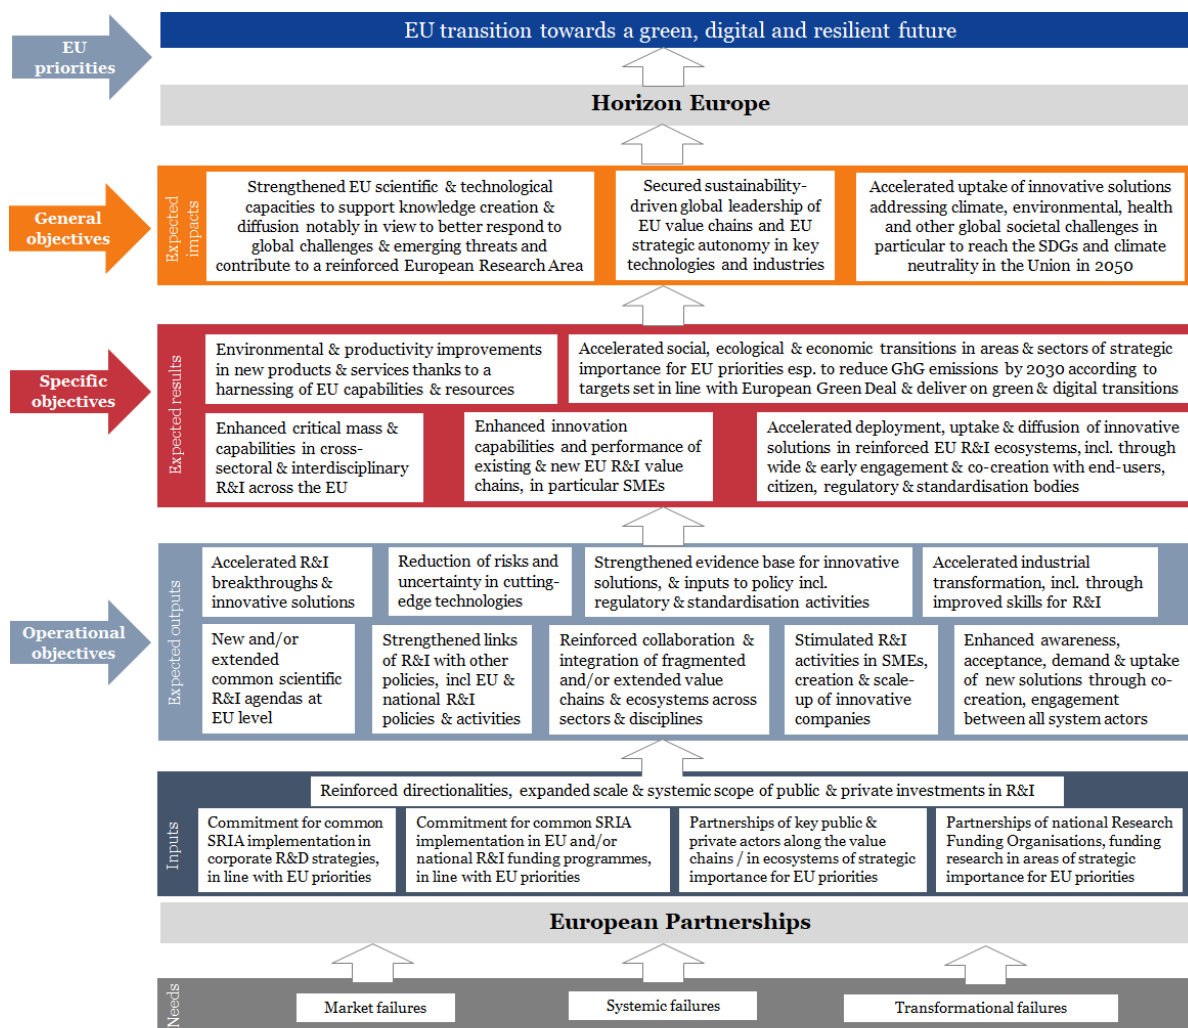 EU transition towards a green, digital and resilient future
EU
priorities
Horizon Europe
General
objectives
Expected
impacts
Strengthened EU scientific & technological
capacities to support knowledge creation &
diffusion notably in view to better respond to
global challenges & emerging threats and
contribute to a reinforced European Research Area
Secured sustainability-
driven global leadership of
EU value chains and EU
strategic autonomy in key
technologies and industries
Accelerated uptake of innovative solutions
addressing climate, environmental, health
and other global societal challenges in
particular to reach the SDGs and climate
neutrality in the Union in 2050
Specific
objectives
Expected results
Environmental & productivity improvements
in new products & services thanks to a
harnessing of EU capabilities & resources
Accelerated social, ecological & economic transitions in areas & sectors of strategic
importance for EU priorities esp. to reduce GhG emissions by 2030 according to
targets set in line with European Green Deal & deliver on green & digital transitions
Enhanced critical mass &
capabilities in cross-
sectoral & interdisciplinary
R&I across the EU
Enhanced innovation
capabilities and performance of
existing & new EU R&I value
chains, in particular SMEs
Accelerated deployment, uptake & diffusion of innovative
solutions in reinforced EU R&I ecosystems, incl. through
wide & early engagement & co-creation with end-users,
citizen, regulatory & standardisation bodies
Operational
objectives
Expected outputs
Accelerated R&I
breakthroughs &
innovative solutions
Reduction of risks and
uncertainty in cutting-
edge technologies
Strengthened evidence base for innovative
solutions, & inputs to policy incl.
regulatory & standardisation activities
Accelerated industrial
transformation, incl. through
improved skills for R&I
New and/or
extended
common scientific
R&I agendas at
EU level
Strengthened links
of R&I with other
policies, incl EU &
national R&I
policies & activities
Reinforced collaboration &
integration of fragmented
and/or extended value
chains & ecosystems across
sectors & disciplines
Stimulated R&I
activities in SMEs,
creation & scale-
up of innovative
companies
Enhanced awareness,
acceptance, demand & uptake
of new solutions through co-
creation, engagement
between all system actors
Inputs
Reinforced directionalities, expanded scale & systemic scope of public & private investments in R&I
Commitment for common
SRIA implementation in
corporate R&D strategies,
in line with EU priorities
Commitment for common SRIA
implementation in EU and/or
national R&I funding programmes,
in line with EU priorities
Partnerships of key public &
private actors along the value
chains / in ecosystems of strategic
importance for EU priorities
Partnerships of national Research
Funding Organisations, funding
research in areas of strategic
importance for EU priorities
European Partnerships
Needs
Market failures
Systemic failures
Transformational failures